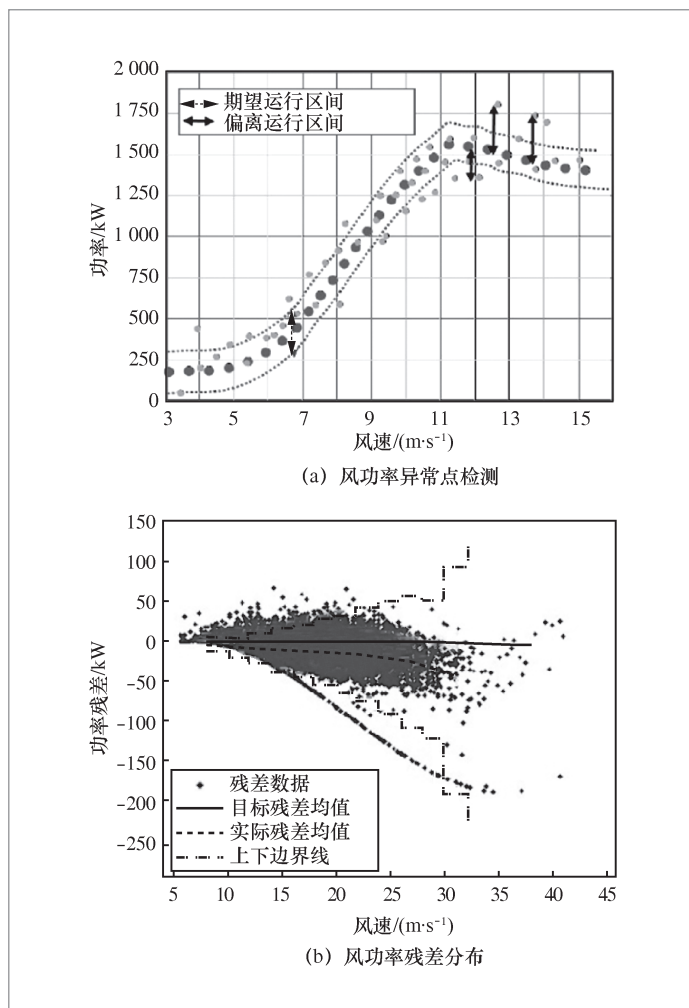 2 000
1 750
1 500
1 250
1 000
750
500
250
0
功率/kW
期望运行区间
偏离运行区间
3 5 7 9 11 13 15
风速/(m·s⁻¹)
(a) 风功率异常点检测
150
100
50
0
-50
-100
-150
-200
-250
功率残差/kW
残差数据
目标残差均值
实际残差均值
上下边界线
5 10 15 20 25 30 35 40 45
风速/(m·s⁻¹)
(b) 风功率残差分布